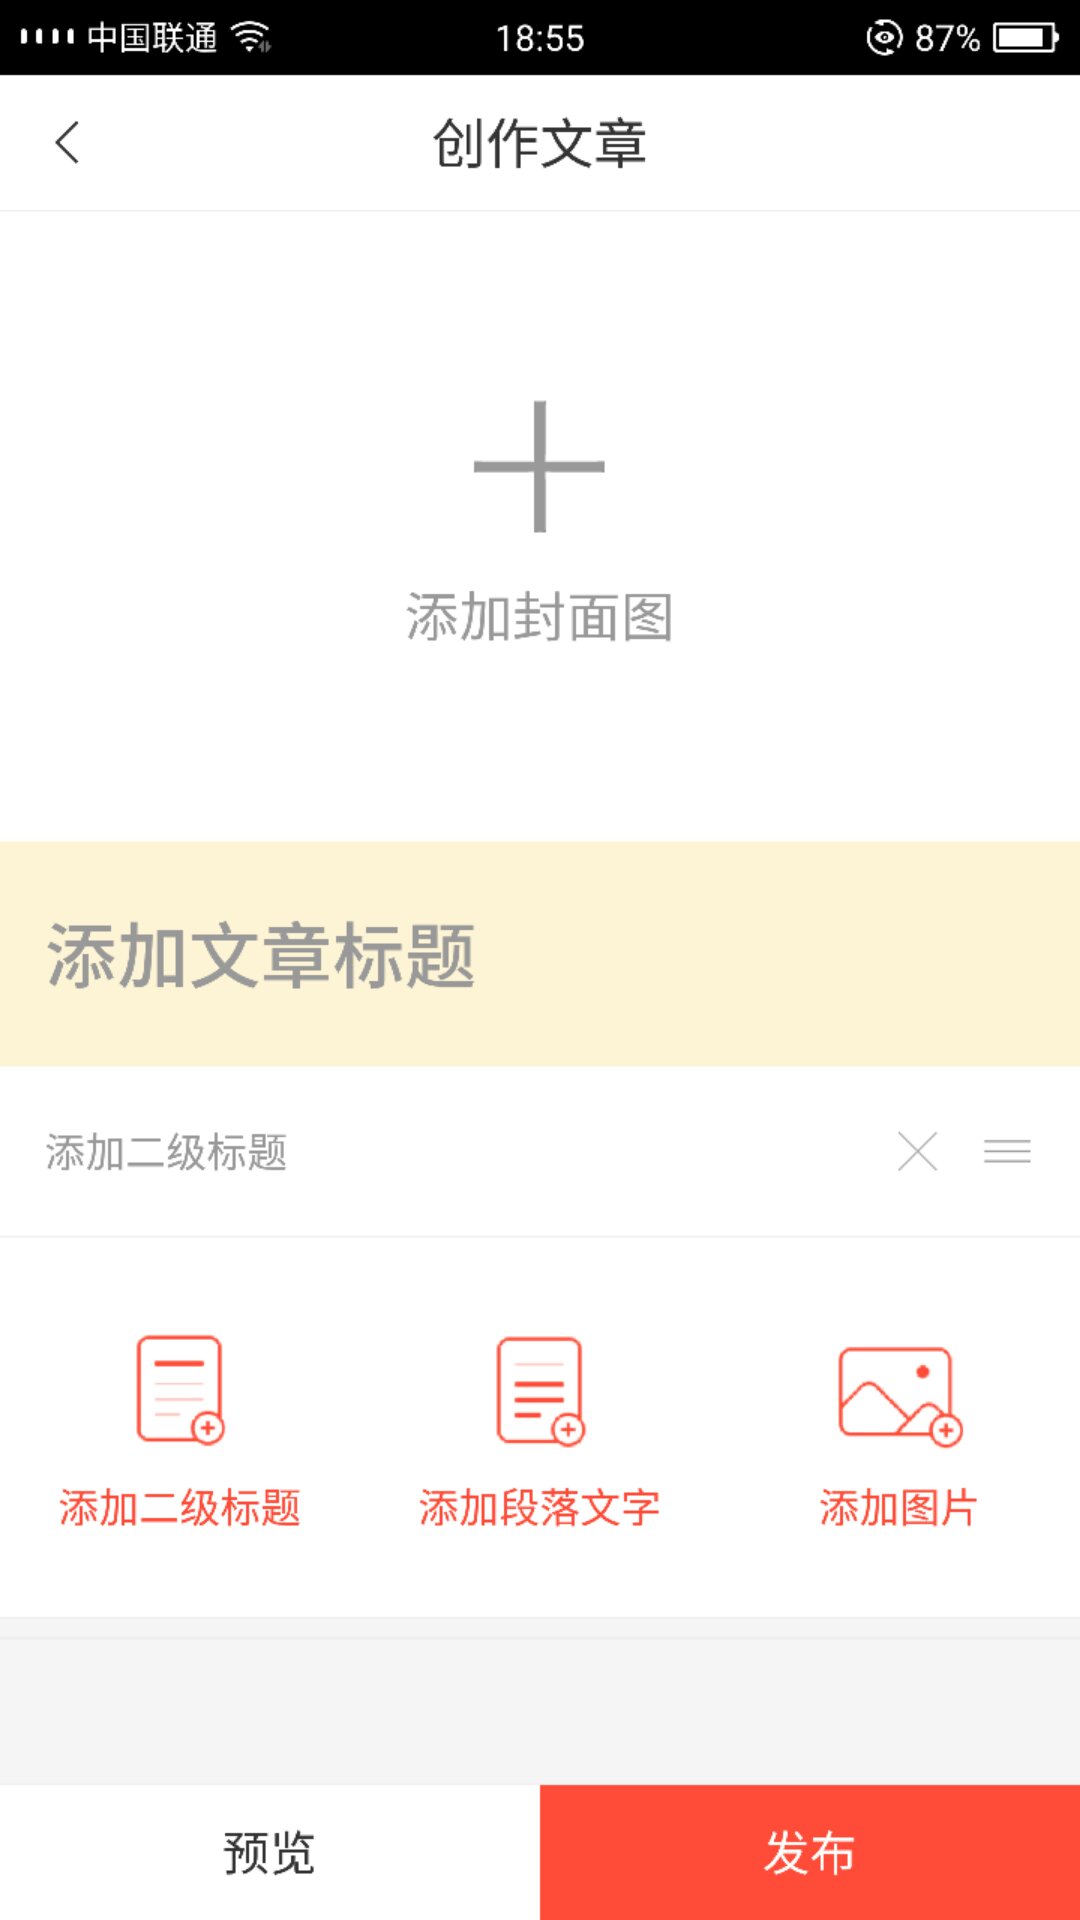 中国联通 18:55 87%
创作文章
添加封面图
添加文章标题
添加二级标题
添加二级标题 添加段落文字 添加图片
预览 发布